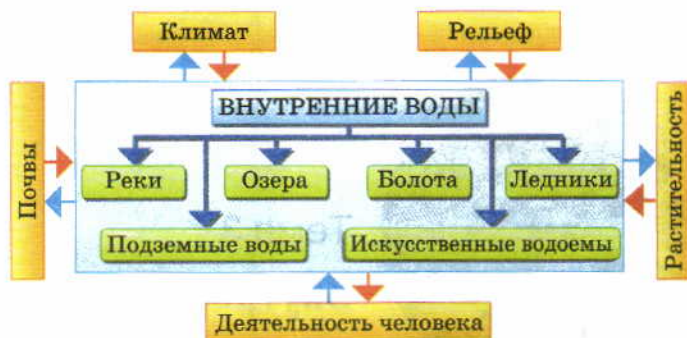 Климат
Рельеф
Почвы
ВНУТРЕННИЕ ВОДЫ
Растительность
Реки
Озера
Болота
Ледники
Подземные воды
Искусственные водоемы
Деятельность человека